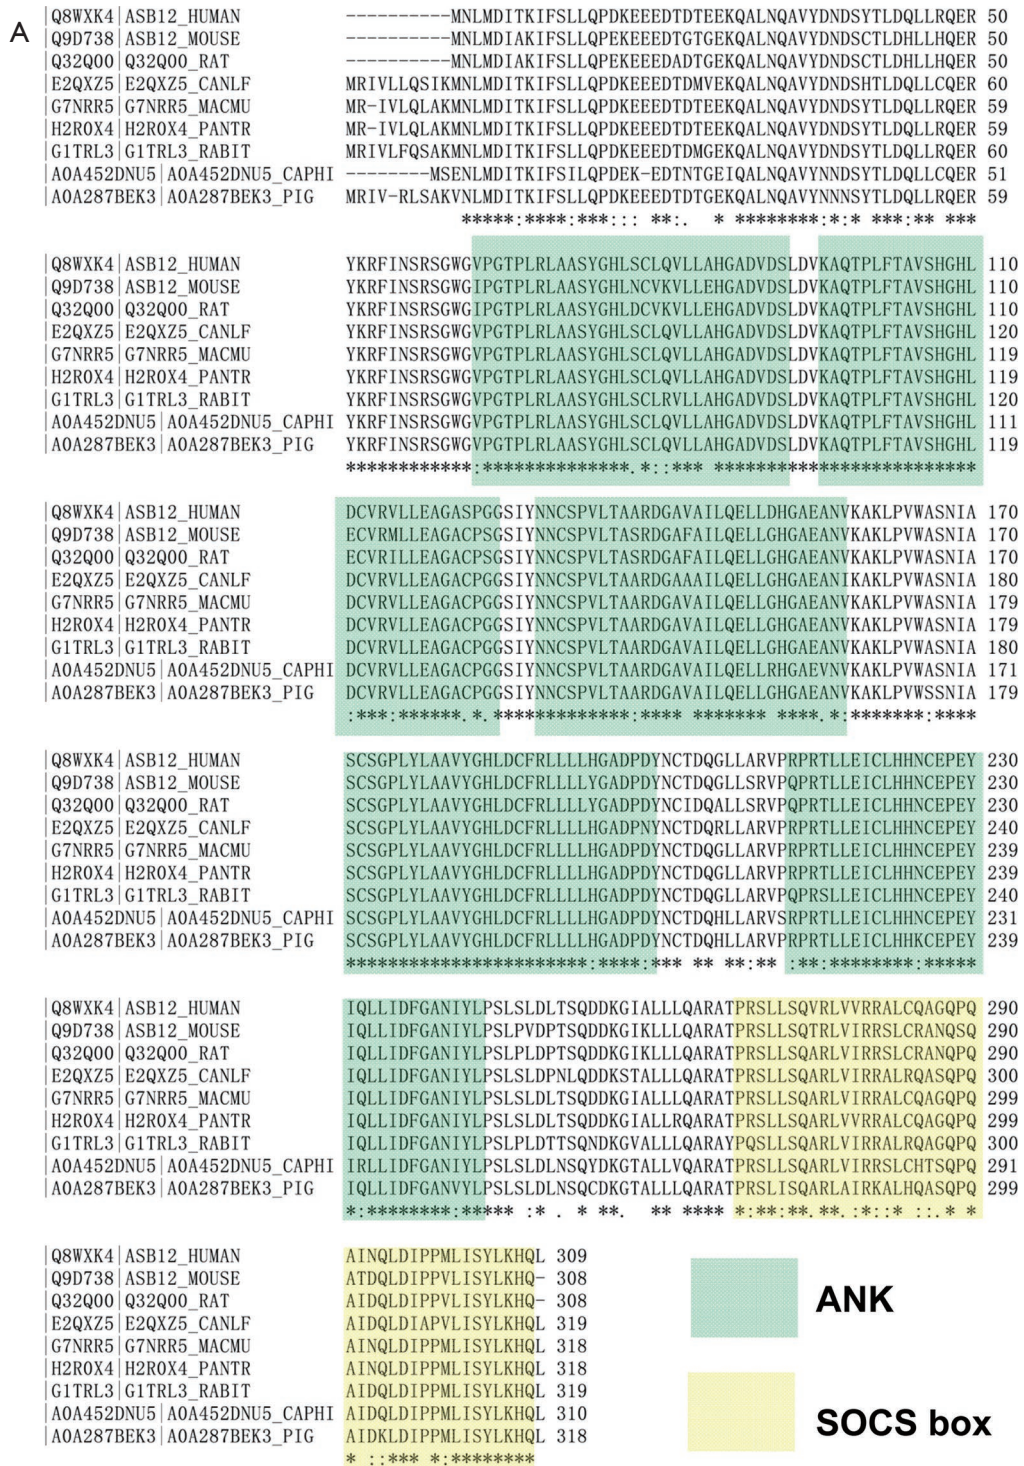 A
|Q8WXK4|ASB12_HUMAN ----------MNLMDITKIFSLLQPDKEEEDTDTEEKQALNQAVYDNDSYTLDQLLRQER 50
|Q9D738|ASB12_MOUSE ----------MNLMDIAKIFSLLQPEKEEEDTGTGEKQALNQAVYDNDSCTLDHLLHQER 50
|Q32Q00|Q32Q00_RAT ----------MNLMDIAKIFSLLQPEKEEEDADTGEKQALNQAVYDNDSCTLDHLLHQER 50
|E2QXZ5|E2QXZ5_CANLF MRIVLLQSIKMNLMDITKIFSLLQPDKEEEDTDMVEKQALNQAVYDNDSHTLDQLLCQER 60
|G7NRR5|G7NRR5_MACMU MR-IVLQLAKMNLMDITKIFSLLQPDKEEEDTDTEEKQALNQAVYDNDSYTLDQLLRQER 59
|H2R0X4|H2R0X4_PANTR MR-IVLQLAKMNLMDITKIFSLLQPDKEEEDTDTEEKQALNQAVYDNDSYTLDQLLRQER 59
|G1TRL3|G1TRL3_RABIT MRIVLFQSAKMNLMDITKIFSLLQPDKEEEDTDMGEKQALNQAVYDNDSYTLDQLLRQER 60
|A0A452DNU5|A0A452DNU5_CAPHI --------MSENLMDITKIFSILQPDEK-EDTNTGEIQALNQAVYDNDSYTLDQLLCQER 51
|A0A287BEK3|A0A287BEK3_PIG MRIV-RLSAKVNLMDITKIFSLLQPDKEEEDTDTEEKQALNQAVYNNNSYTLDQLLRQER 59
*****:****:***:::  **:.  * ********:*:* ***:** ***
|Q8WXK4|ASB12_HUMAN YKRFINSRSGWGVPGTPLRLAASYGHLSCLQVLLAHGADVDSLDVKAQTPLFTAVSHGHL 110
|Q9D738|ASB12_MOUSE YKRFINSRSGWGIPGTPLRLAASYGHLNCVKVLLEHGADVDSLDVKAQTPLFTAVSHGHL 110
|Q32Q00|Q32Q00_RAT YKRFINSRSGWGIPGTPLRLAASYGHLDCVKVLLEHGADVDSLDVKAQTPLFTAVSHGHL 110
|E2QXZ5|E2QXZ5_CANLF YKRFINSRSGWGVPGTPLRLAASYGHLSCLQVLLAHGADVDSLDVKAQTPLFTAVSHGHL 120
|G7NRR5|G7NRR5_MACMU YKRFINSRSGWGVPGTPLRLAASYGHLSCLQVLLAHGADVDSLDVKAQTPLFTAVSHGHL 119
|H2R0X4|H2R0X4_PANTR YKRFINSRSGWGVPGTPLRLAASYGHLSCLQVLLAHGADVDSLDVKAQTPLFTAVSHGHL 119
|G1TRL3|G1TRL3_RABIT YKRFINSRSGWGVPGTPLRLAASYGHLSCLRVLLAHGADVDSLDVKAQTPLFTAVSHGHL 120
|A0A452DNU5|A0A452DNU5_CAPHI YKRFINSRSGWGVPGTPLRLAASYGHLSCLQVLLAHGADVDSLDVKAQTPLFTAVSHGHL 111
|A0A287BEK3|A0A287BEK3_PIG YKRFINSRSGWGVPGTPLRLAASYGHLSCLQVLLAHGADVDSLDVKAQTPLFTAVSHGHL 119
************:**************.*::*** *************************
|Q8WXK4|ASB12_HUMAN DCVRVLLEAGASPGGSIYNNCSPVLTAARDGAVAILQELLDHGAEANVKAKLPVWASNIA 170
|Q9D738|ASB12_MOUSE ECVRMLLEAGACPSGSIYNNCSPVLTAARDGAFAILQELLGHGAEANVKAKLPVWASNIA 170
|Q32Q00|Q32Q00_RAT ECVRILLEAGACPGGSIYNNCSPVLTASRDGAFAILQELLGHGAEANVKAKLPVWASNIA 170
|E2QXZ5|E2QXZ5_CANLF DCVRVLLEAGACPGGSIYNNCSPVLTAARDGAAAILQELLGHGAEANIKAKLPVWASNIA 180
|G7NRR5|G7NRR5_MACMU DCVRVLLEAGACPGGSIYNNCSPVLTAARDGAVAILQELLGHGAEANVKAKLPVWASNIA 179
|H2R0X4|H2R0X4_PANTR DCVRVLLEAGACPGGSIYNNCSPVLTAARDGAVAILQELLGHGAEANVKAKLPVWASNIA 179
|G1TRL3|G1TRL3_RABIT DCVRVLLEAGACPGGSIYNNCSPVLTAARDGAVAILQELLGHGAEANVKAKLPVWASNIA 180
|A0A452DNU5|A0A452DNU5_CAPHI DCVRVLLEAGACPGGSIYNNCSPVLTAARDGAVAILQELLRHGAEVNVKAKLPVWASNIA 171
|A0A287BEK3|A0A287BEK3_PIG DCVRVLLEAGACPGGSIYNNCSPVLTAARDGAVAILQELLGHGAEANVKAKLPVWSSNIA 179
:***:******.*.*************:**** ******* ****.*:*******:****
|Q8WXK4|ASB12_HUMAN SCSGPLYLAAVYGHLDCFRLLLLHGADPDYNCTDQGLLARVPRPRTLLEICLHHNCEPEY 230
|Q9D738|ASB12_MOUSE SCSGPLYLAAVYGHLDCFRLLLLYGADPDYNCTDQGLLSRVPQPRTLLEICLHHNCEPEY 230
|Q32Q00|Q32Q00_RAT SCSGPLYLAAVYGHLDCFRLLLLYGADPDYNCIDQALLSRVPQPRTLLEICLHHNCEPEY 230
|E2QXZ5|E2QXZ5_CANLF SCSGPLYLAAVYGHLDCFRLLLLHGADPNYNCTDQRLLARVPRPRTLLEICLHHNCEPEY 240
|G7NRR5|G7NRR5_MACMU SCSGPLYLAAVYGHLDCFRLLLLHGADPDYNCTDQGLLARVPRPRTLLEICLHHNCEPEY 239
|H2R0X4|H2R0X4_PANTR SCSGPLYLAAVYGHLDCFRLLLLHGADPDYNCTDQGLLARVPRPRTLLEICLHHNCEPEY 239
|G1TRL3|G1TRL3_RABIT SCSGPLYLAAVYGHLDCFRLLLLHGADPDYNCTDQGLLARVPQPRSLLEICLHHNCEPEY 240
|A0A452DNU5|A0A452DNU5_CAPHI SCSGPLYLAAVYGHLDCFRLLLLHGADPDYNCTDQHLLARVSRPRTLLEICLHHNCEPEY 231
|A0A287BEK3|A0A287BEK3_PIG SCSGPLYLAAVYGHLDCFRLLLLHGADPDYNCTDQHLLARVPRPRTLLEICLHHKCEPEY 239
***********************:****:*** ** **:** :**:********:*****
|Q8WXK4|ASB12_HUMAN IQLLIDFGANIYLPSLSLDLTSQDDKGIALLLQARATPRSLLSQVRLVVRRALCQAGQPQ 290
|Q9D738|ASB12_MOUSE IQLLIDFGANIYLPSLPVDPTSQDDKGIALLLQARATPRSLLSQTRLVIRRSLCRANQSQ 290
|Q32Q00|Q32Q00_RAT IQLLIDFGANIYLPSLPLDPTSQDDKGIKLLLQARATPRSLLSQARLVIRRSLCRANQPQ 290
|E2QXZ5|E2QXZ5_CANLF IQLLIDFGANIYLPSLSLDPNLQDDKSTALLLQARATPRSLLSQARLVIRRALRQASQPQ 300
|G7NRR5|G7NRR5_MACMU IQLLIDFGANIYLPSLSLDLTSQDDKGIALLLQARATPRSLLSQARLVIRRALCQAGQPQ 299
|H2R0X4|H2R0X4_PANTR IQLLIDFGANIYLPSLSLDLTSQDDKGIALLRQARATPRSLLSQARLVVRRALCQAGQPQ 299
|G1TRL3|G1TRL3_RABIT IQLLIDFGANIYLPSLPLDTTSQNDKGVALLLQARAYPQSLLSQARLVIRRALRQAGQPQ 300
|A0A452DNU5|A0A452DNU5_CAPHI IRLLIDFGANIYLPSLSLDLNSQYDKGTALLVQARATPRSLLSQARLVIRRSLCHTSQPQ 291
|A0A287BEK3|A0A287BEK3_PIG IQLLIDFGANVYLPSLSLDLNSQCDKGTALLLQARATPRSLISQARLAIRKALHQASQPQ 299
*:********:***** :* . * **.  ** **** *:**:**.**.:*::* ::.* *
|Q8WXK4|ASB12_HUMAN AINQLDIPPMLISYLKHQL 309
|Q9D738|ASB12_MOUSE ATDQLDIPPVLISYLKHQ- 308
|Q32Q00|Q32Q00_RAT AIDQLDIPPVLISYLKHQ- 308
|E2QXZ5|E2QXZ5_CANLF AIDQLDIAPVLISYLKHQL 319
|G7NRR5|G7NRR5_MACMU AINQLDIPPMLISYLKHQL 318
|H2R0X4|H2R0X4_PANTR AINQLDIPPMLISYLKHQL 318
|G1TRL3|G1TRL3_RABIT AIDQLDIPPMLISYLKHQL 319
|A0A452DNU5|A0A452DNU5_CAPHI AIDQLDIPPMLISYLKHQL 310
|A0A287BEK3|A0A287BEK3_PIG AIDKLDIPPMLISYLKHQL 318
* ::*** *:********
ANK
SOCS box